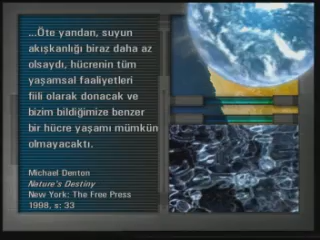 ...Öte yandan, suyun
akışkanlığı biraz daha az
olsaydı, hücrenin tüm
yaşamsal faaliyetleri
fiili olarak donacak ve
bizim bildiğimize benzer
bir hücre yaşamı mümkün
olmayacaktı.
Michael Denton
Nature's Destiny
New York: The Free Press
1998, s: 33